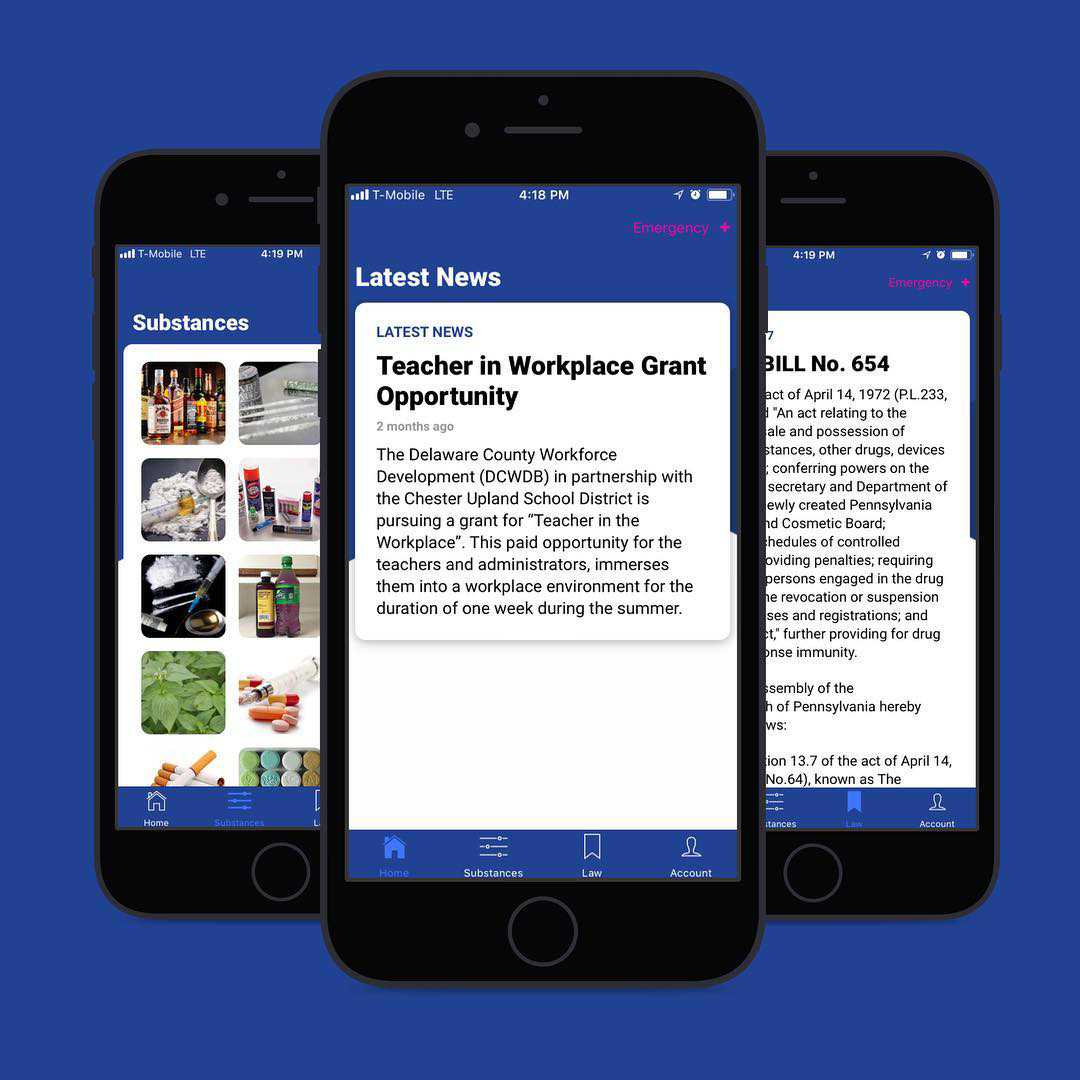 T-Mobile LTE 4:19 PM
Substances
Home
Substances
T-Mobile LTE 4:18 PM
Emergency +
Latest News
LATEST NEWS
Teacher in Workplace Grant
Opportunity
2 months ago
The Delaware County Workforce
Development (DCWDB) in partnership with
the Chester Upland School District is
pursuing a grant for “Teacher in the
Workplace”. This paid opportunity for the
teachers and administrators, immerses
them into a workplace environment for the
duration of one week during the summer.
Home
Substances
Law
Account
4:19 PM
Emergency +
7
BILL No. 654
act of April 14, 1972 (P.L.233,
"An act relating to the
sale and possession of
stances, other drugs, devices
; conferring powers on the
secretary and Department of
ewly created Pennsylvania
nd Cosmetic Board;
chedules of controlled
oviding penalties; requiring
persons engaged in the drug
he revocation or suspension
ses and registrations; and
ct," further providing for drug
onse immunity.
ssembly of the
h of Pennsylvania hereby
ws:
tion 13.7 of the act of April 14,
No.64), known as The
stances
Law
Account